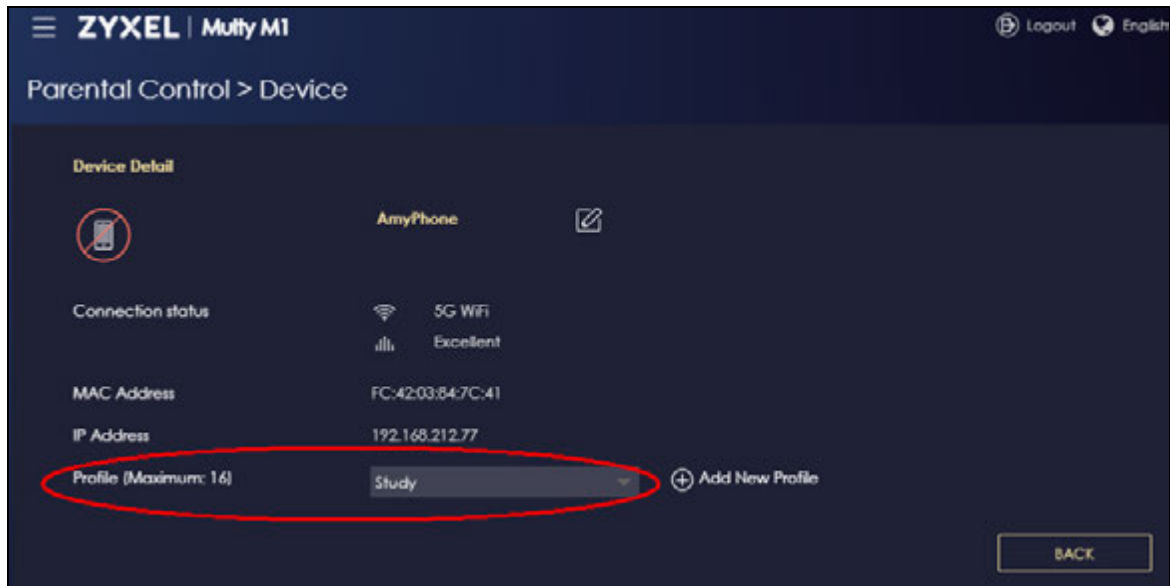 ZYXEL | Multy M1
Logout English
Parental Control > Device
Device Detail
AmyPhone
Connection status
5G WiFi
Excellent
MAC Address FC:42:03:84:7C:41
IP Address 192.168.212.77
Profile (Maximum: 16) Study Add New Profile
BACK